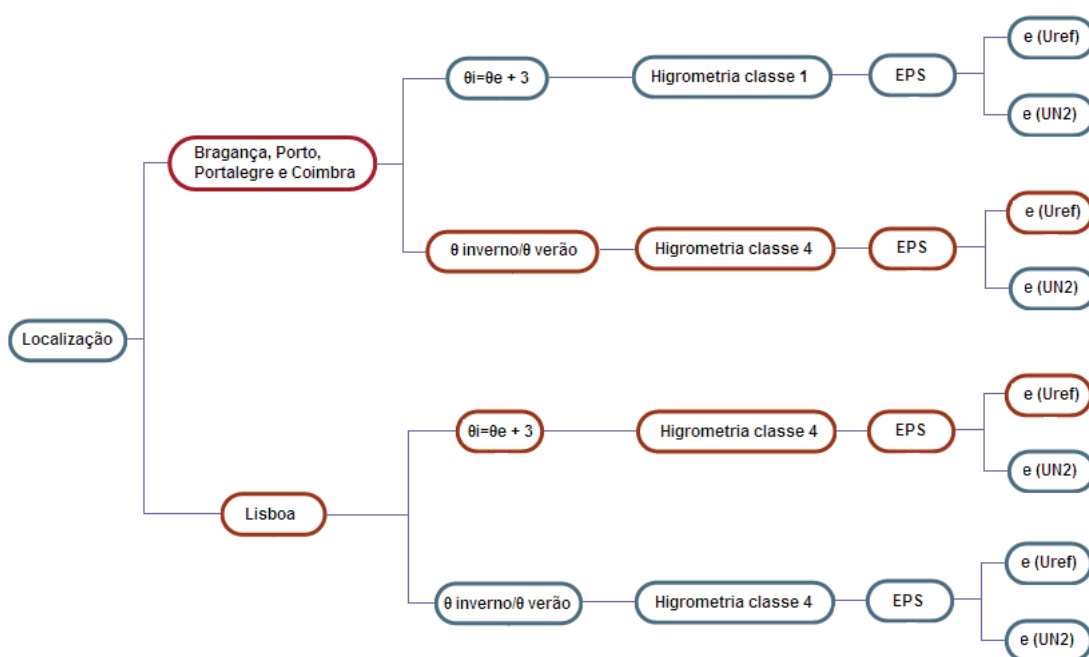 e (Uref)
θi=θe + 3
Higrometria classe 1
EPS
e (UN2)
Bragança, Porto,
Portalegre e Coimbra
e (Uref)
θ inverno/θ verão
Higrometria classe 4
EPS
e (UN2)
Localização
e (Uref)
θi=θe + 3
Higrometria classe 4
EPS
e (UN2)
Lisboa
e (Uref)
θ inverno/θ verão
Higrometria classe 4
EPS
e (UN2)